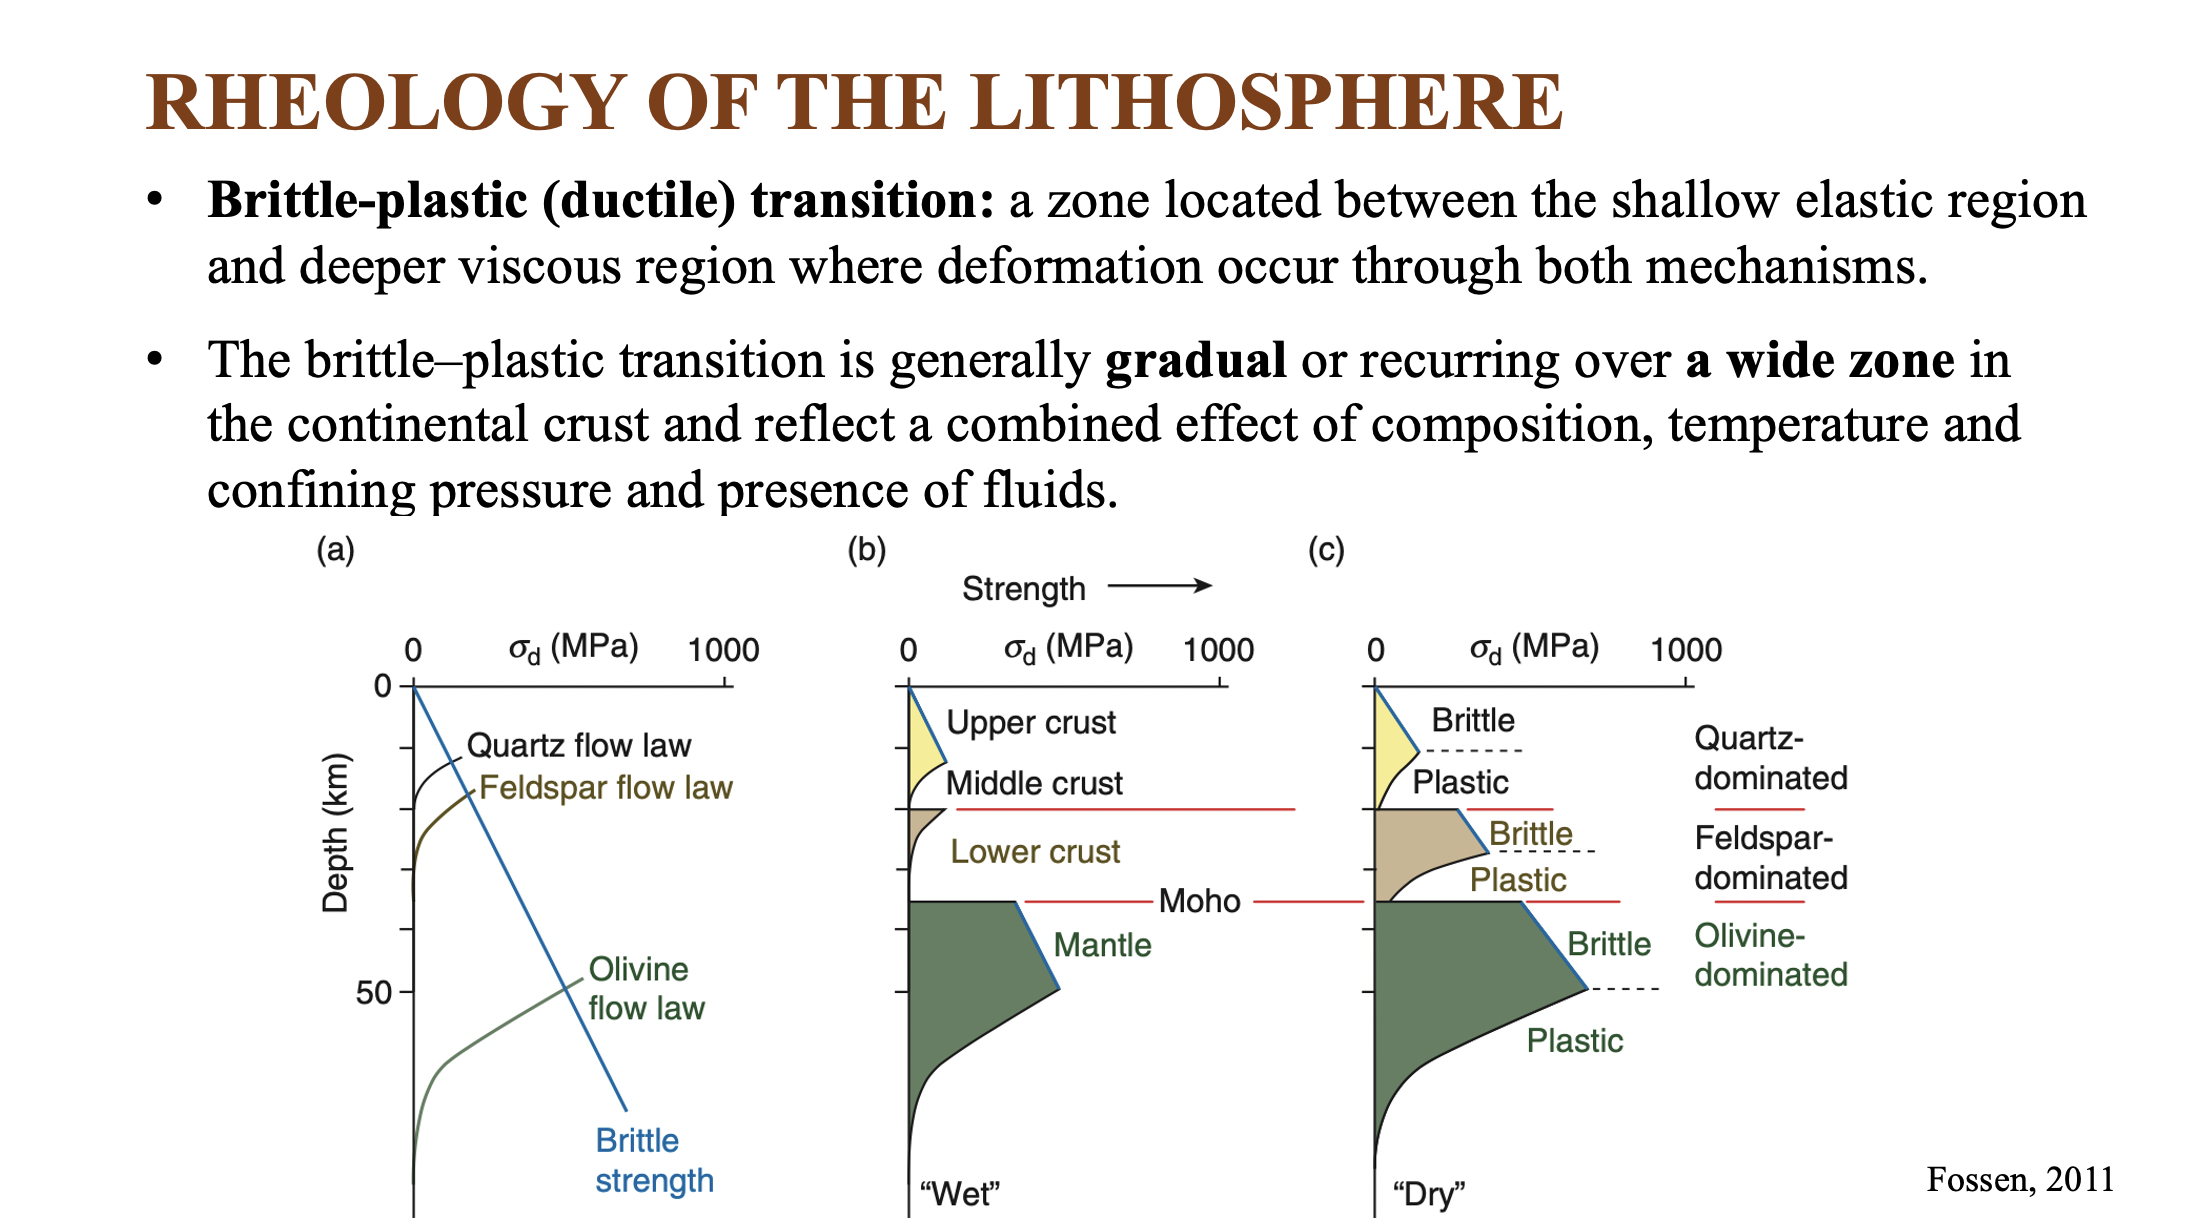 RHEOLOGY OF THE LITHOSPHERE
• Brittle-plastic (ductile) transition: a zone located between the shallow elastic region
and deeper viscous region where deformation occur through both mechanisms.
• The brittle–plastic transition is generally gradual or recurring over a wide zone in
the continental crust and reflect a combined effect of composition, temperature and
confining pressure and presence of fluids.
(a)
0 σd (MPa) 1000
0
Depth (km)
50
Quartz flow law
Feldspar flow law
Olivine
flow law
Brittle
strength
(b)
Strength
0 σd (MPa) 1000
Upper crust
Middle crust
Lower crust
Moho
Mantle
“Wet”
(c)
0 σd (MPa) 1000
Brittle
Plastic
Brittle
Plastic
Brittle
Plastic
“Dry”
Quartz-
dominated
Feldspar-
dominated
Olivine-
dominated
Fossen, 2011